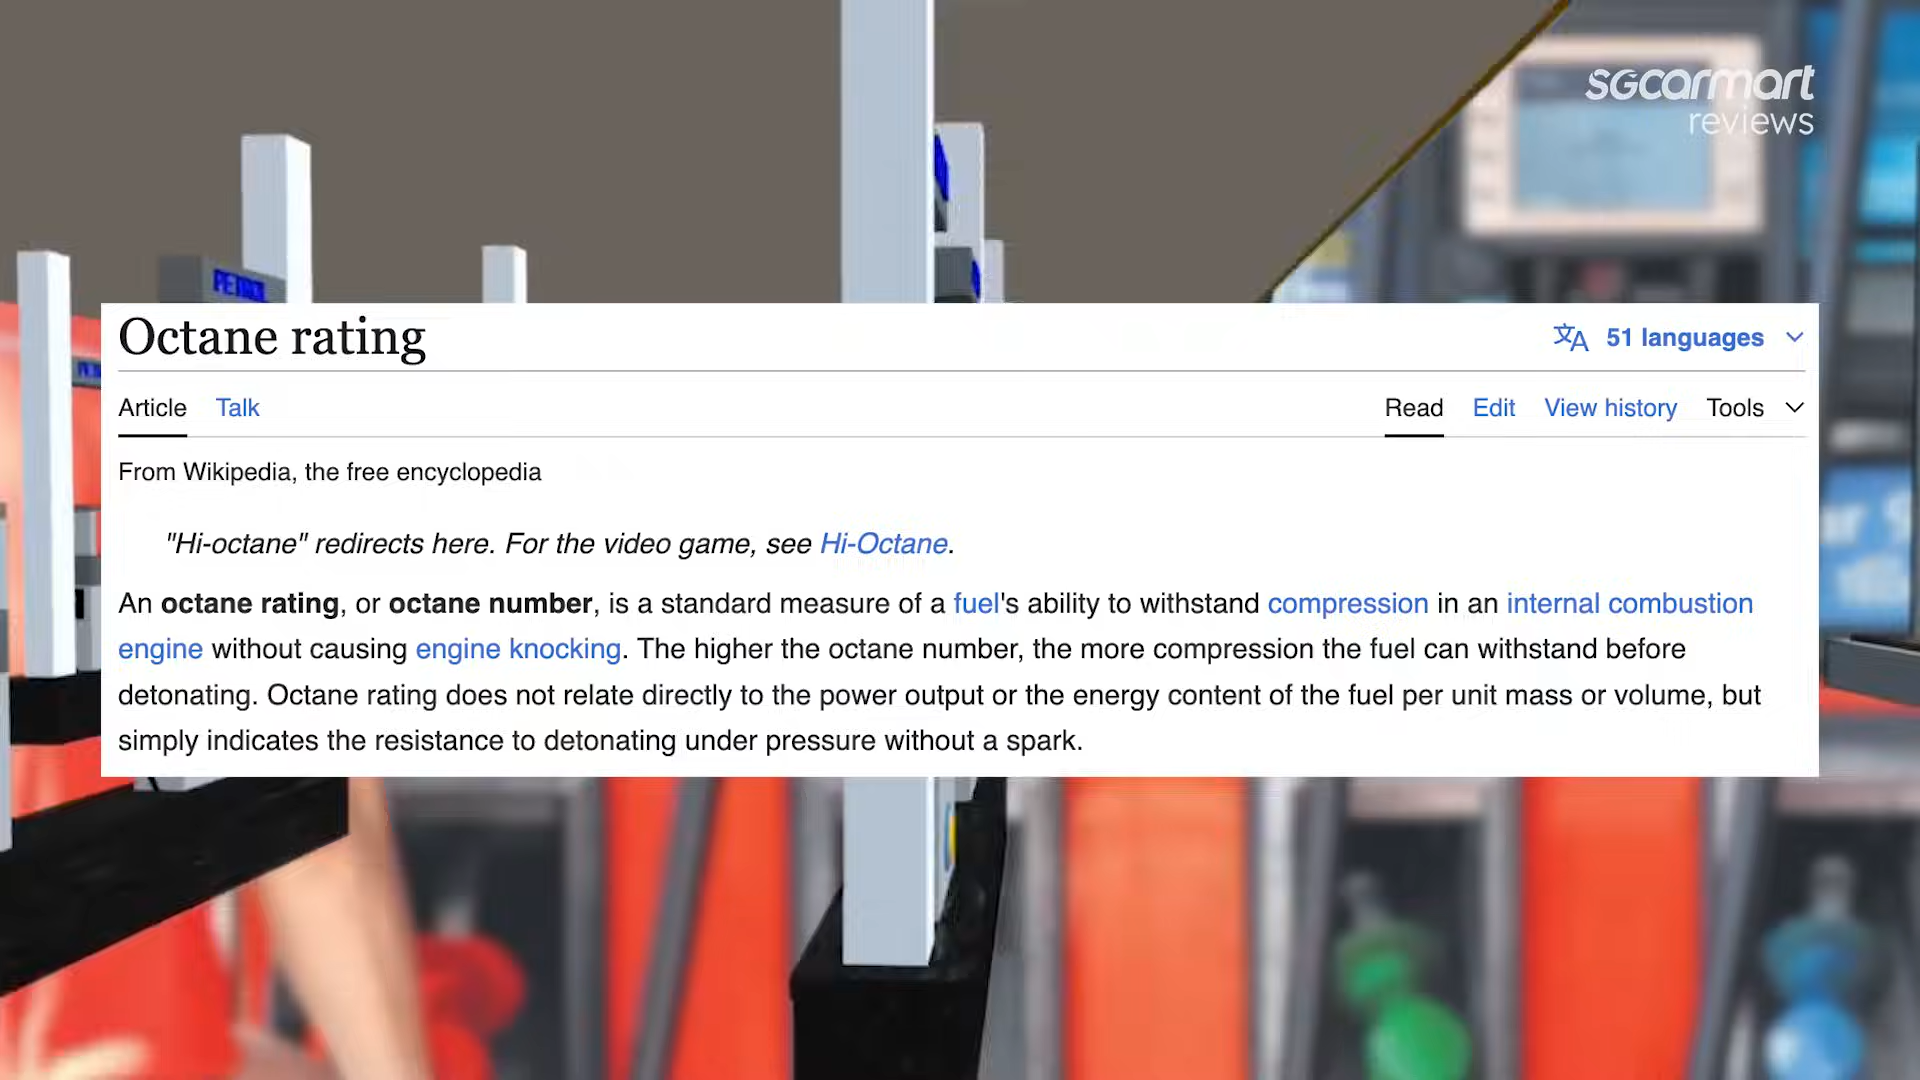 sgcarmart
reviews
PETROL
Octane rating
文A 51 languages
Article Talk
Read Edit View history Tools
From Wikipedia, the free encyclopedia
"Hi-octane" redirects here. For the video game, see Hi-Octane.
An octane rating, or octane number, is a standard measure of a fuel's ability to withstand compression in an internal combustion
engine without causing engine knocking. The higher the octane number, the more compression the fuel can withstand before
detonating. Octane rating does not relate directly to the power output or the energy content of the fuel per unit mass or volume, but
simply indicates the resistance to detonating under pressure without a spark.